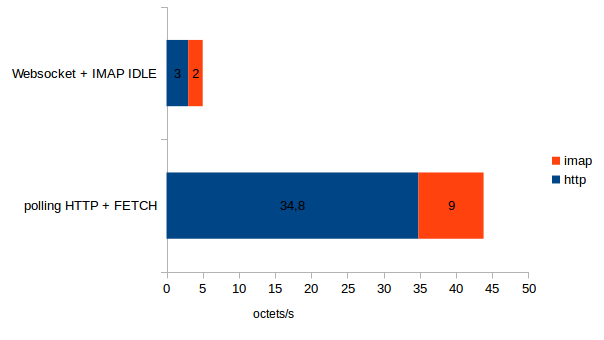 Websocket + IMAP IDLE
3 2
polling HTTP + FETCH
34,8 9
imap
http
0 5 10 15 20 25 30 35 40 45 50
octets/s